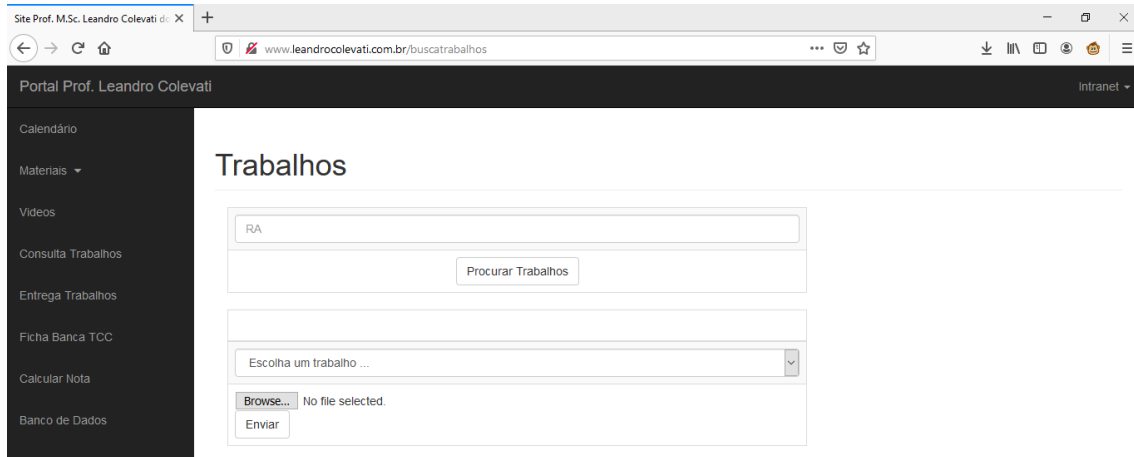 Site Prof. M.Sc. Leandro Colevati do
www.leandrocolevati.com.br/buscatrabalhos
Portal Prof. Leandro Colevati
Intranet
Calendário
Materiais
Trabalhos
Videos
RA
Consulta Trabalhos
Procurar Trabalhos
Entrega Trabalhos
Ficha Banca TCC
Escolha um trabalho ...
Calcular Nota
Browse... No file selected.
Banco de Dados
Enviar